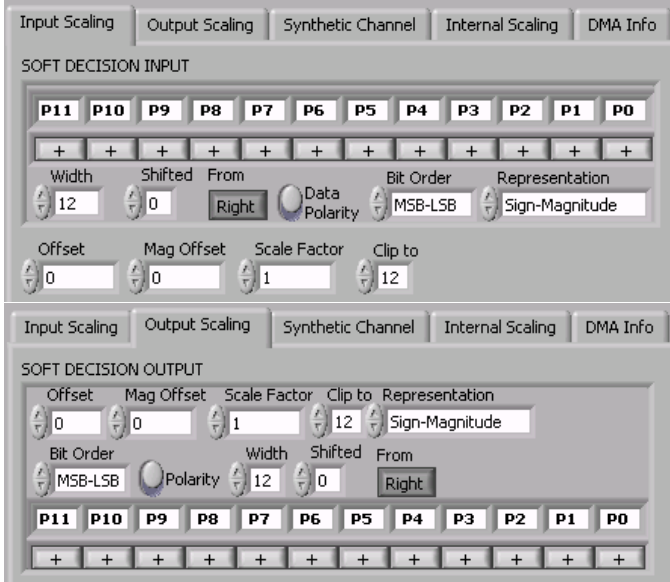 Input Scaling Output Scaling Synthetic Channel Internal Scaling DMA Info
SOFT DECISION INPUT
P11 P10 P9 P8 P7 P6 P5 P4 P3 P2 P1 P0
+ + + + + + + + + + + +
Width Shifted From Data Polarity Bit Order Representation
12 0 Right MSB-LSB Sign-Magnitude
Offset Mag Offset Scale Factor Clip to
0 0 1 12
Input Scaling Output Scaling Synthetic Channel Internal Scaling DMA Info
SOFT DECISION OUTPUT
Offset Mag Offset Scale Factor Clip to Representation
0 0 1 12 Sign-Magnitude
Bit Order Width Shifted From
MSB-LSB Polarity 12 0 Right
P11 P10 P9 P8 P7 P6 P5 P4 P3 P2 P1 P0
+ + + + + + + + + + + +